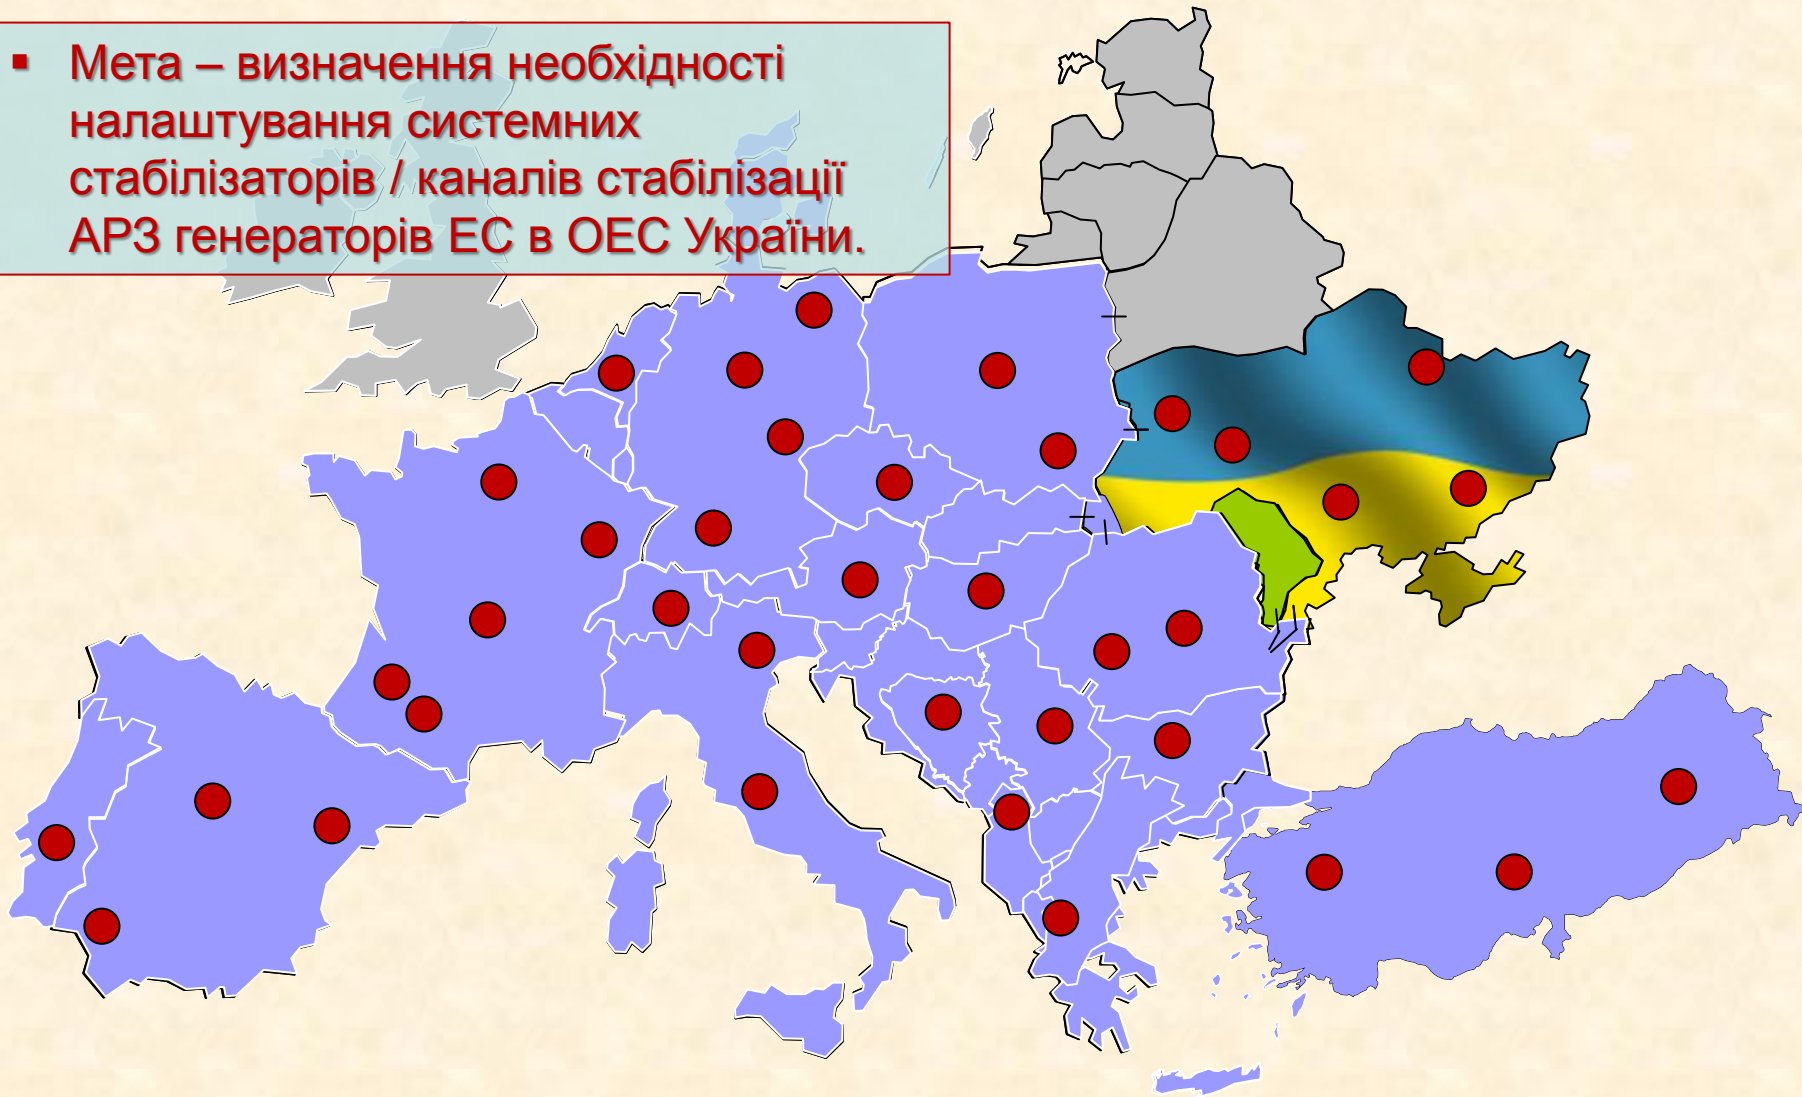 ▪ Мета – визначення необхідності
налаштування системних
стабілізаторів / каналів стабілізації
АРЗ генераторів ЕС в ОЕС України.